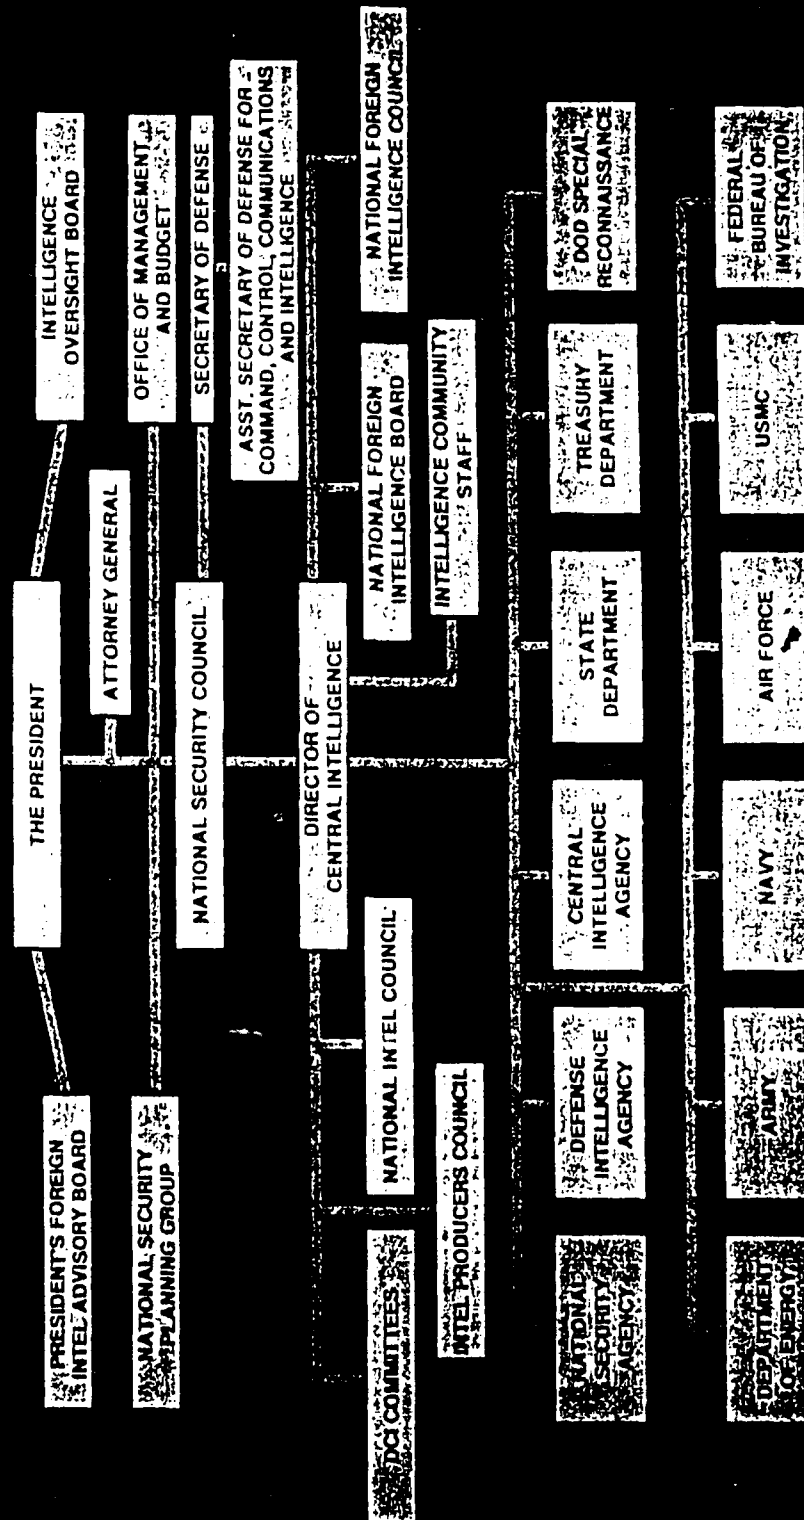 THE PRESIDENT
PRESIDENT'S FOREIGN
INTEL ADVISORY BOARD
INTELLIGENCE
OVERSIGHT BOARD
ATTORNEY GENERAL
NATIONAL SECURITY
PLANNING GROUP
OFFICE OF MANAGEMENT
AND BUDGET
NATIONAL SECURITY COUNCIL
SECRETARY OF DEFENSE
ASST. SECRETARY OF DEFENSE FOR
COMMAND, CONTROL, COMMUNICATIONS
AND INTELLIGENCE
DIRECTOR OF
CENTRAL INTELLIGENCE
DCI COMMITTEES
NATIONAL INTEL COUNCIL
NATIONAL FOREIGN
INTELLIGENCE BOARD
NATIONAL FOREIGN
INTELLIGENCE COUNCIL
INTEL PRODUCERS COUNCIL
INTELLIGENCE COMMUNITY
STAFF
NATIONAL
SECURITY
AGENCY
DEFENSE
INTELLIGENCE
AGENCY
CENTRAL
INTELLIGENCE
AGENCY
STATE
DEPARTMENT
TREASURY
DEPARTMENT
DOD SPECIAL
RECONNAISSANCE
DEPARTMENT
OF ENERGY
ARMY
NAVY
AIR FORCE
USMC
FEDERAL
BUREAU OF
INVESTIGATION